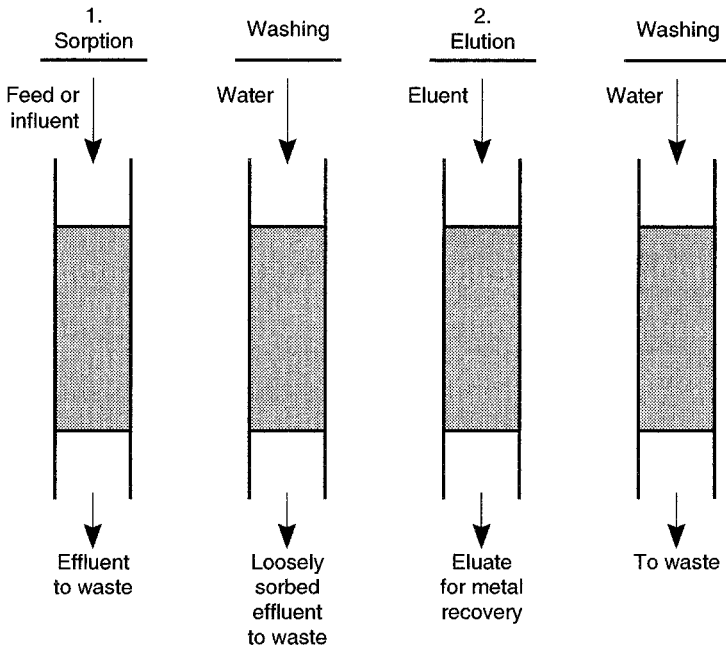 1.
Sorption
Washing
2.
Elution
Washing
Feed or
influent
Water
Eluent
Water
Effluent
to waste
Loosely
sorbed
effluent
to waste
Eluate
for metal
recovery
To waste